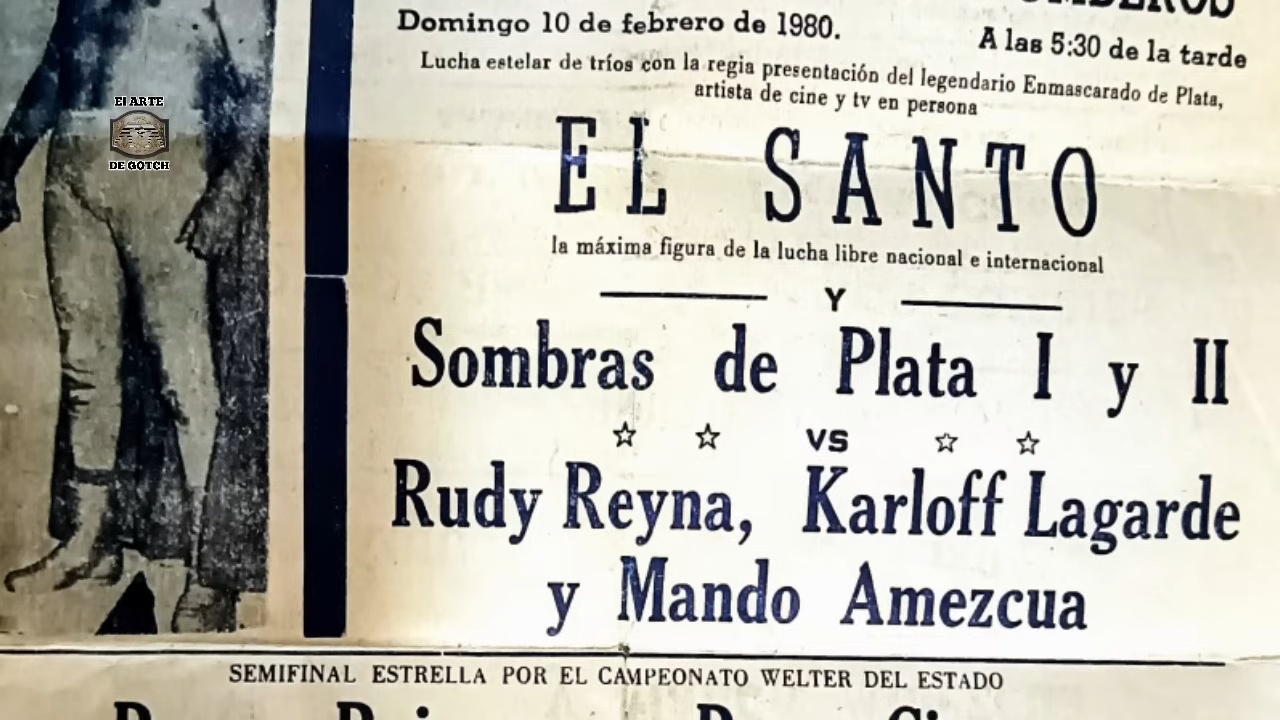 Domingo 10 de febrero de 1980.
A las 5:30 de la tarde
Lucha estelar de tríos con la regia presentación del legendario Enmascarado de Plata,
artista de cine y tv en persona
EL SANTO
la máxima figura de la lucha libre nacional e internacional
Y
Sombras de Plata I y II
☆ ☆ VS ☆ ☆
Rudy Reyna, Karloff Lagarde
y Mando Amezcua
SEMIFINAL ESTRELLA POR EL CAMPEONATO WELTER DEL ESTADO
El ARTE
DE GOTCH